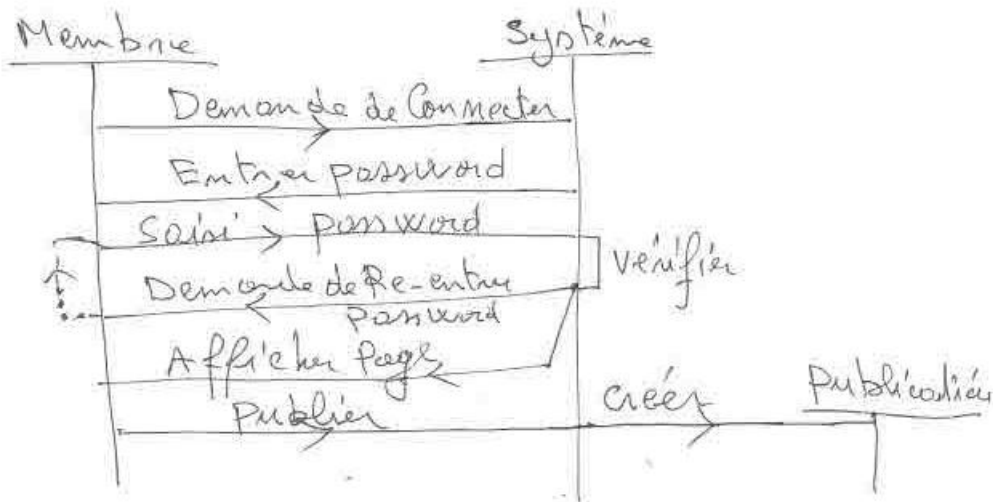 Membre
Système
Demande de Connecter
Entrer password
Saisi password
Vérifier
Demande de Re-entrer
password
Afficher Page
Publier
créer
Publication